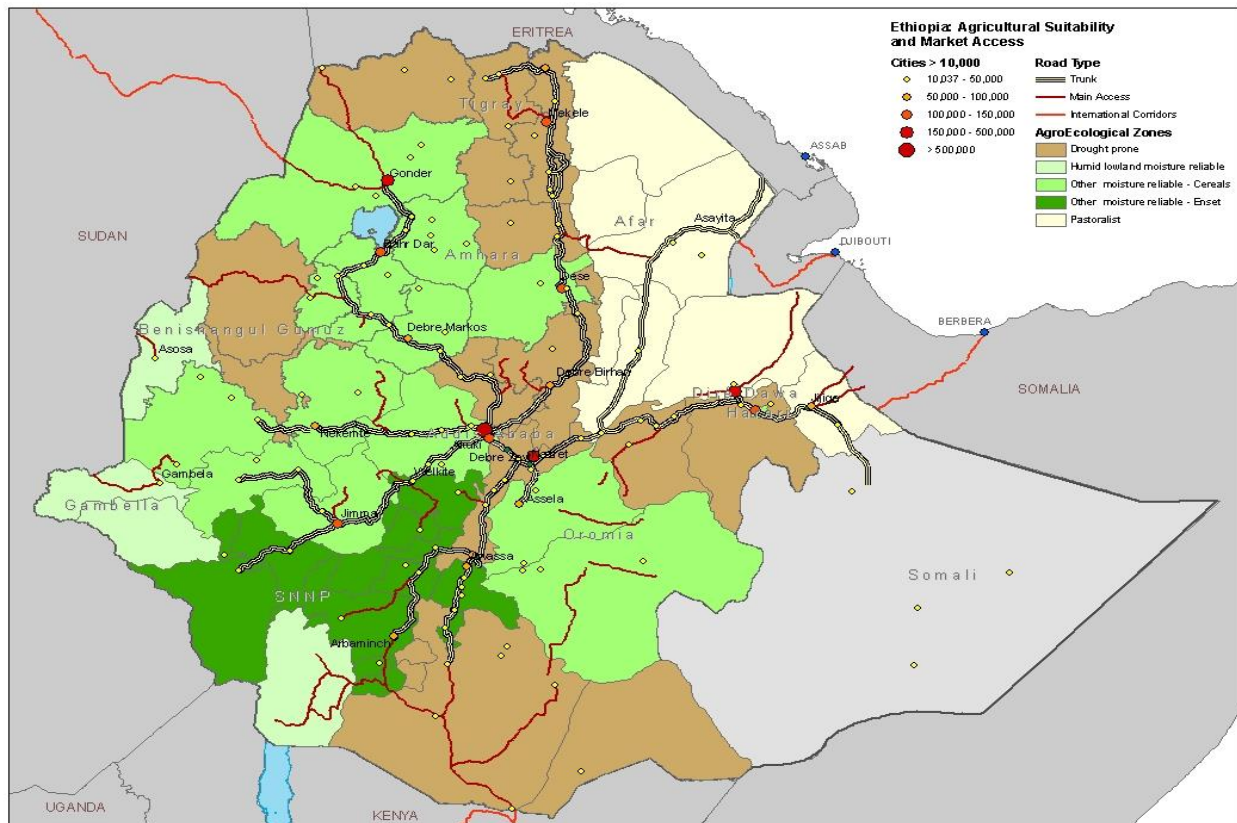 Ethiopia: Agricultural Suitability
and Market Access
Cities > 10,000
10,037 - 50,000
50,000 - 100,000
100,000 - 150,000
150,000 - 500,000
> 500,000
Road Type
Trunk
Main Access
International Corridors
AgroEcological Zones
Drought prone
Humid lowland moisture reliable
Other moisture reliable - Cereals
Other moisture reliable - Enset
Pastoralist
ERITREA
Tigray
Mekele
ASSAB
Gonder
Afar
Asayita
SUDAN
DJIBOUTI
Bahr Dar
Amhara
Dese
Benishangul Gumuz
Debre Markos
BERBERA
Asosa
Debre Birhan
SOMALIA
Dire Dawa
Jijiga
Harari
Nekemte
Addis Ababa
Akaki
Debre Zeyit
Nazret
Gambela
Welkite
Assela
Gambella
Jimma
Oromia
Awassa
Somali
SNNP
Arbaminch
UGANDA
KENYA